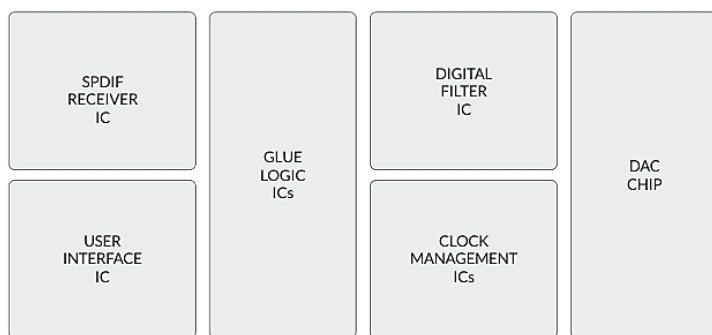 SPDIF
RECEIVER
IC
USER
INTERFACE
IC
GLUE
LOGIC
ICs
DIGITAL
FILTER
IC
CLOCK
MANAGEMENT
ICs
DAC
CHIP